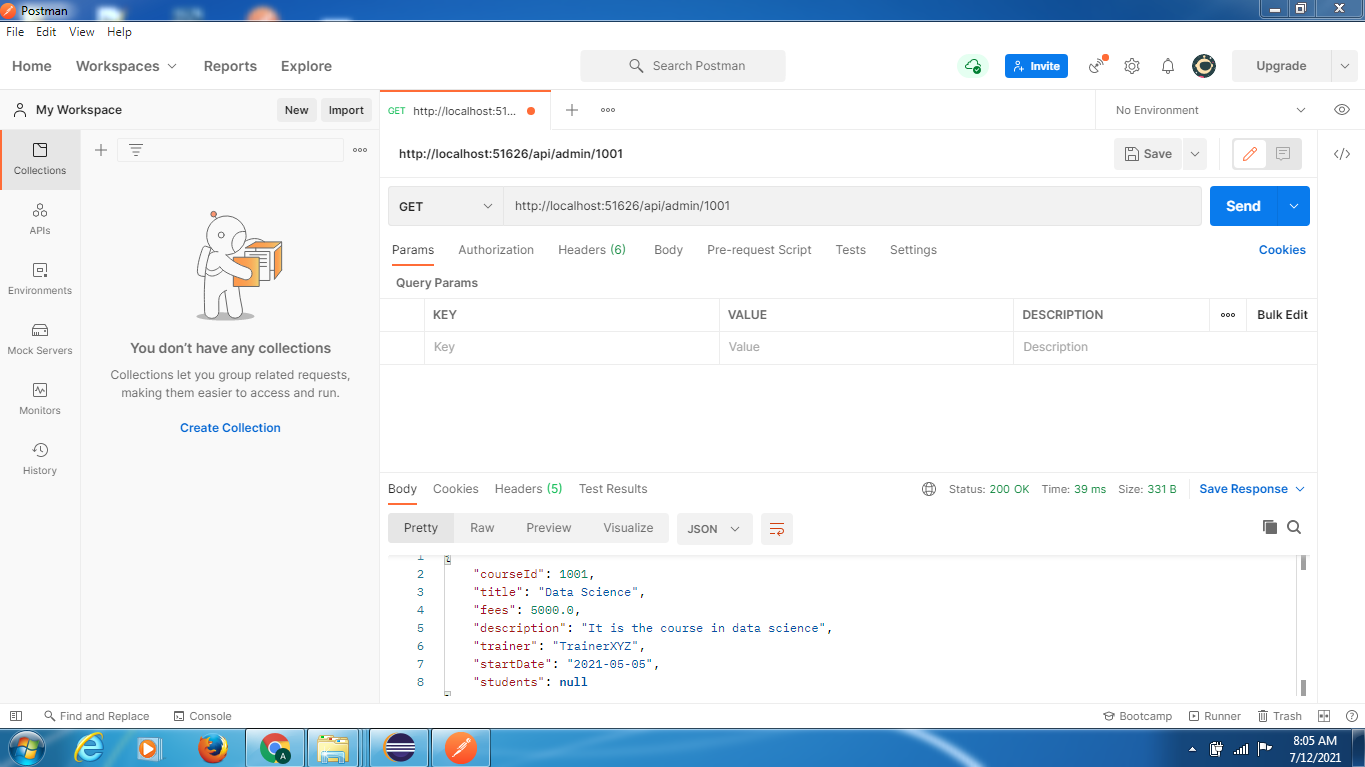 Postman
File Edit View Help
Home Workspaces Reports Explore Search Postman Invite Upgrade
My Workspace New Import GET http://localhost:51... No Environment
Collections
APIs
Environments
Mock Servers
Monitors
History
You don't have any collections
Collections let you group related requests,
making them easier to access and run.
Create Collection
http://localhost:51626/api/admin/1001 Save
GET http://localhost:51626/api/admin/1001 Send
Params Authorization Headers (6) Body Pre-request Script Tests Settings Cookies
Query Params
KEY VALUE DESCRIPTION Bulk Edit
Key Value Description
Body Cookies Headers (5) Test Results Status: 200 OK Time: 39 ms Size: 331 B Save Response
Pretty Raw Preview Visualize JSON
1 {
2 "courseId": 1001,
3 "title": "Data Science",
4 "fees": 5000.0,
5 "description": "It is the course in data science",
6 "trainer": "TrainerXYZ",
7 "startDate": "2021-05-05",
8 "students": null
Find and Replace Console Bootcamp Runner Trash
A
8:05 AM
7/12/2021